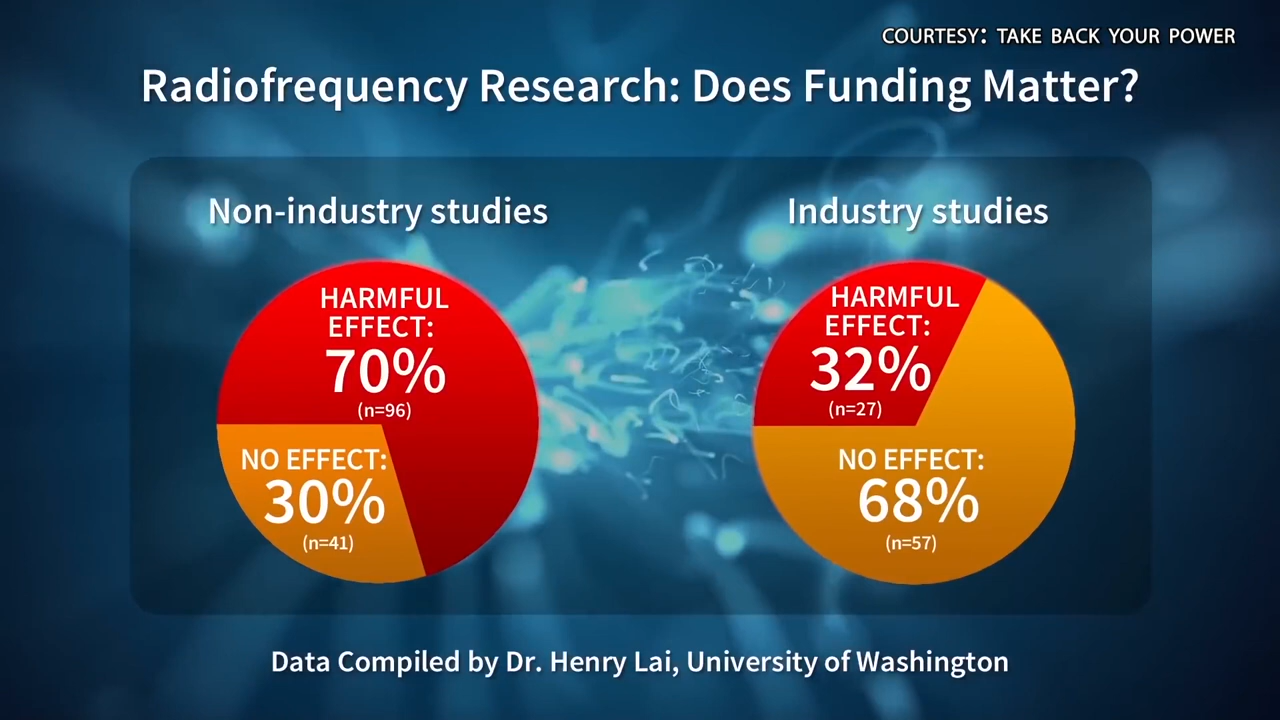 COURTESY: TAKE BACK YOUR POWER
Radiofrequency Research: Does Funding Matter?
Non-industry studies
HARMFUL
EFFECT:
70%
(n=96)
NO EFFECT:
30%
(n=41)
Industry studies
HARMFUL
EFFECT:
32%
(n=27)
NO EFFECT:
68%
(n=57)
Data Compiled by Dr. Henry Lai, University of Washington